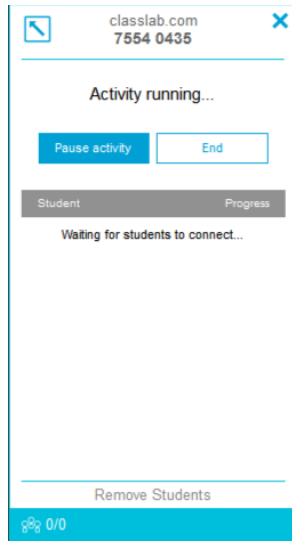 classlab.com
7554 0435
Activity running...
Pause activity End
Student Progress
Waiting for students to connect...
Remove Students
0/0